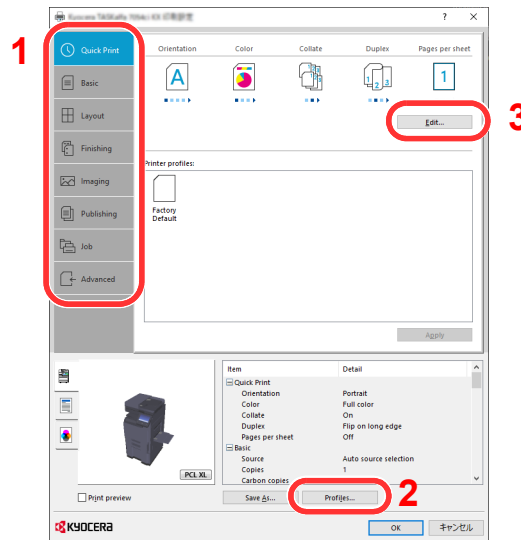 ? ×
1
Quick Print
Basic
Layout
Finishing
Imaging
Publishing
Job
Advanced
Orientation Color Collate Duplex Pages per sheet
A 1 2 3 1
Edit...
3
Printer profiles:
Factory
Default
Apply
Item Detail
Quick Print
Orientation Portrait
Color Full color
Collate On
Duplex Flip on long edge
Pages per sheet Off
Basic
Source Auto source selection
Copies 1
Carbon copies
PCL XL
Print preview
Save As...
Profiles...
2
KYOCERA
OK
キャンセル